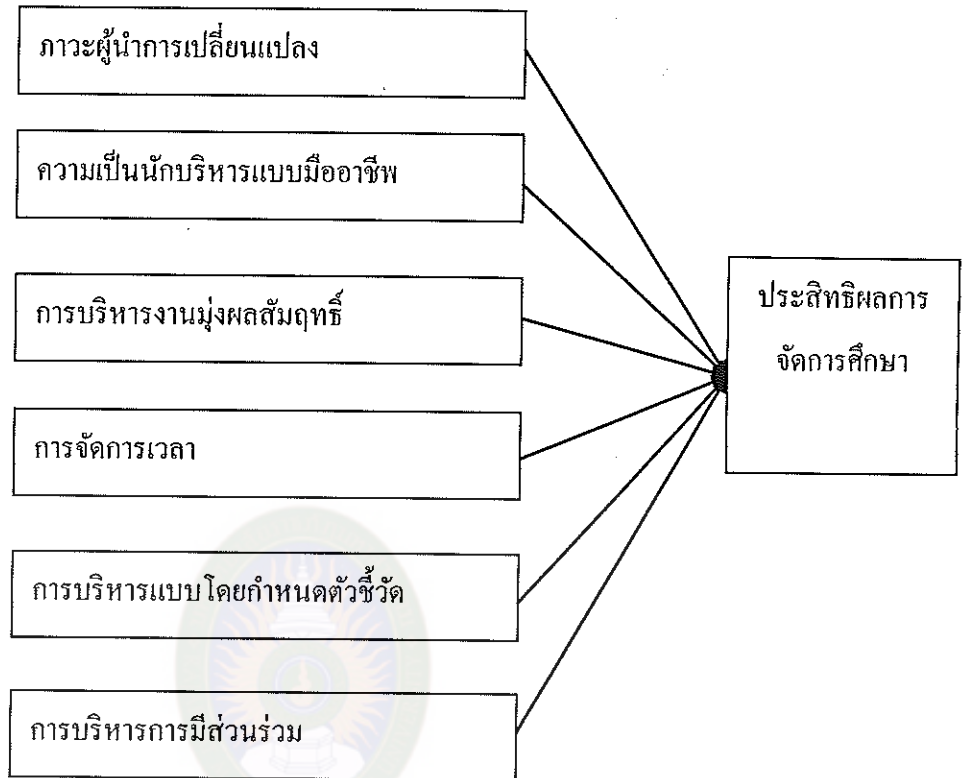 ภาวะผู้นำการเปลี่ยนแปลง
ความเป็นนักบริหารแบบมืออาชีพ
การบริหารงานมุ่งผลสัมฤทธิ์
การจัดการเวลา
การบริหารแบบโดยกำหนดตัวชี้วัด
การบริหารการมีส่วนร่วม
ประสิทธิผลการ
จัดการศึกษา